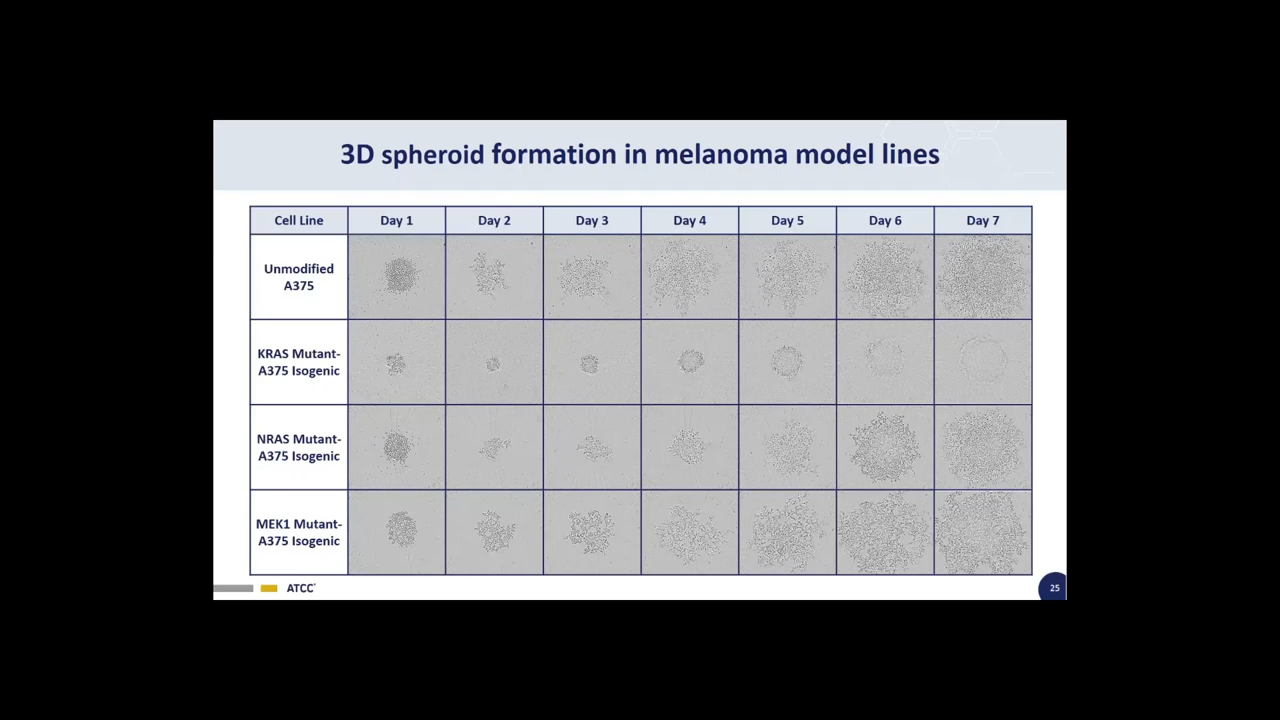 3D spheroid formation in melanoma model lines
Cell Line Day 1 Day 2 Day 3 Day 4 Day 5 Day 6 Day 7
Unmodified
A375
KRAS Mutant-
A375 Isogenic
NRAS Mutant-
A375 Isogenic
MEK1 Mutant-
A375 Isogenic
ATCC
25